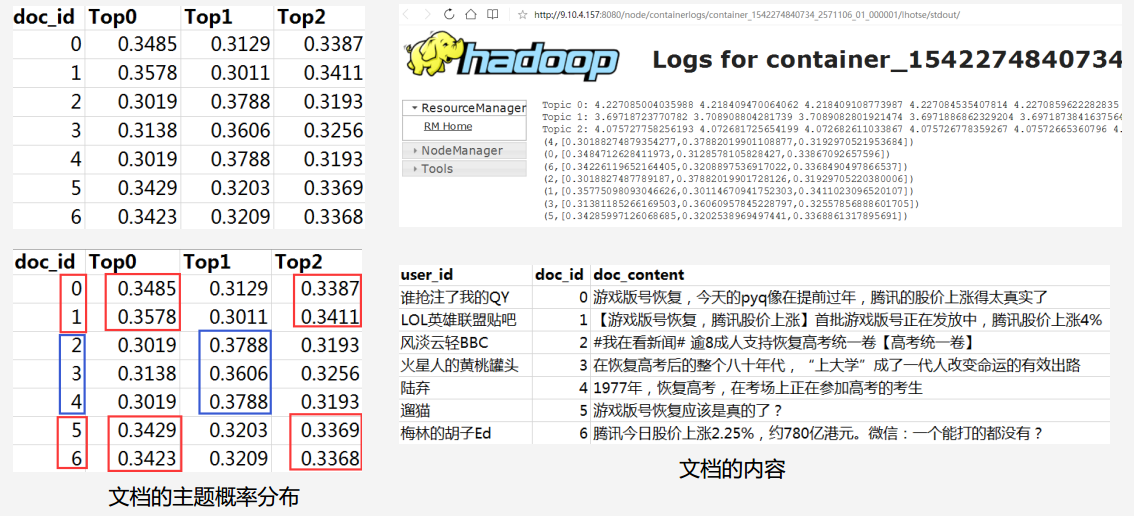 doc_id Top0 Top1 Top2
0 0.3485 0.3129 0.3387
1 0.3578 0.3011 0.3411
2 0.3019 0.3788 0.3193
3 0.3138 0.3606 0.3256
4 0.3019 0.3788 0.3193
5 0.3429 0.3203 0.3369
6 0.3423 0.3209 0.3368
http://9.10.4.157:8080/node/containerlogs/container_1542274840734_2571106_01_000001/lhotse/stdout/
hadoop
Logs for container_1542274840734
ResourceManager
RM Home
NodeManager
Tools
Topic 0: 4.227085004035988 4.218409470064062 4.218409108773987 4.227084535407814 4.2270859622282835
Topic 1: 3.69718723770782 3.708908804281739 3.7089082801921474 3.6971886862329204 3.6971873841637564
Topic 2: 4.075727758256193 4.072681725654199 4.072682611033867 4.075726778359267 4.07572665360796 4.
(4,[0.30188274879354277,0.37882019901108877,0.3192970521953684])
(0,[0.3484712628411973,0.3128578105828427,0.33867092657596])
(6,[0.34226119652164405,0.3208897536917022,0.3368490497866537])
(2,[0.3018827487789187,0.37882019901728126,0.31929705220380006])
(1,[0.35775098093046626,0.30114670941752303,0.3411023096520107])
(3,[0.31381185266169503,0.36060957845228797,0.32557856888601705])
(5,[0.34285997126068685,0.3202538969497441,0.3368861317895691])
doc_id Top0 Top1 Top2
0 0.3485 0.3129 0.3387
1 0.3578 0.3011 0.3411
2 0.3019 0.3788 0.3193
3 0.3138 0.3606 0.3256
4 0.3019 0.3788 0.3193
5 0.3429 0.3203 0.3369
6 0.3423 0.3209 0.3368
文档的主题概率分布
user_id doc_id doc_content
谁抢注了我的QY 0 游戏版号恢复，今天的pyq像在提前过年，腾讯的股价上涨得太真实了
LOL英雄联盟贴吧 1 【游戏版号恢复，腾讯股价上涨】首批游戏版号正在发放中，腾讯股价上涨4%
风淡云轻BBC 2 #我在看新闻# 逾8成人支持恢复高考统一卷【高考统一卷】
火星人的黄桃罐头 3 在恢复高考后的整个八十年代，“上大学”成了一代人改变命运的有效出路
陆弃 4 1977年，恢复高考，在考场上正在参加高考的考生
遛猫 5 游戏版号恢复应该是真的了？
梅林的胡子Ed 6 腾讯今日股价上涨2.25%，约780亿港元。微信：一个能打的都没有？
文档的内容